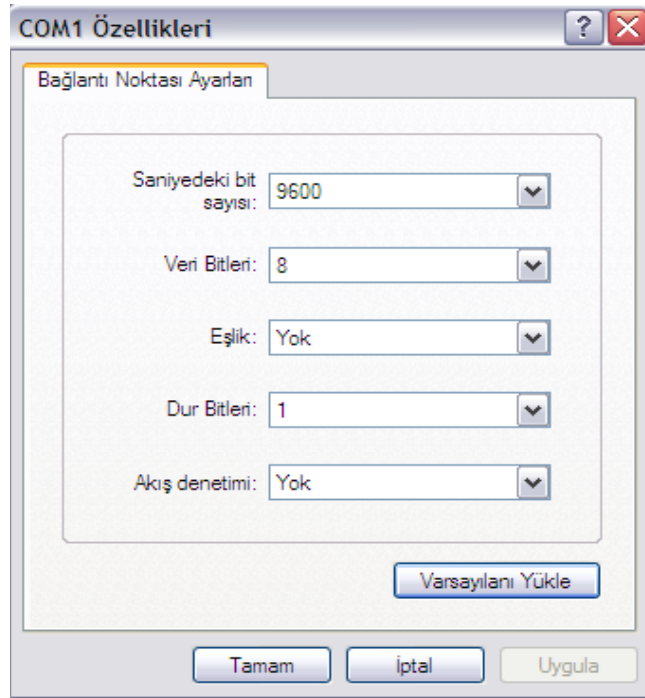 COM1 Özellikleri
Bağlantı Noktası Ayarları
Saniyedeki bit
sayısı: 9600
Veri Bitleri: 8
Eşlik: Yok
Dur Bitleri: 1
Akış denetimi: Yok
Varsayılanı Yükle
Tamam İptal Uygula